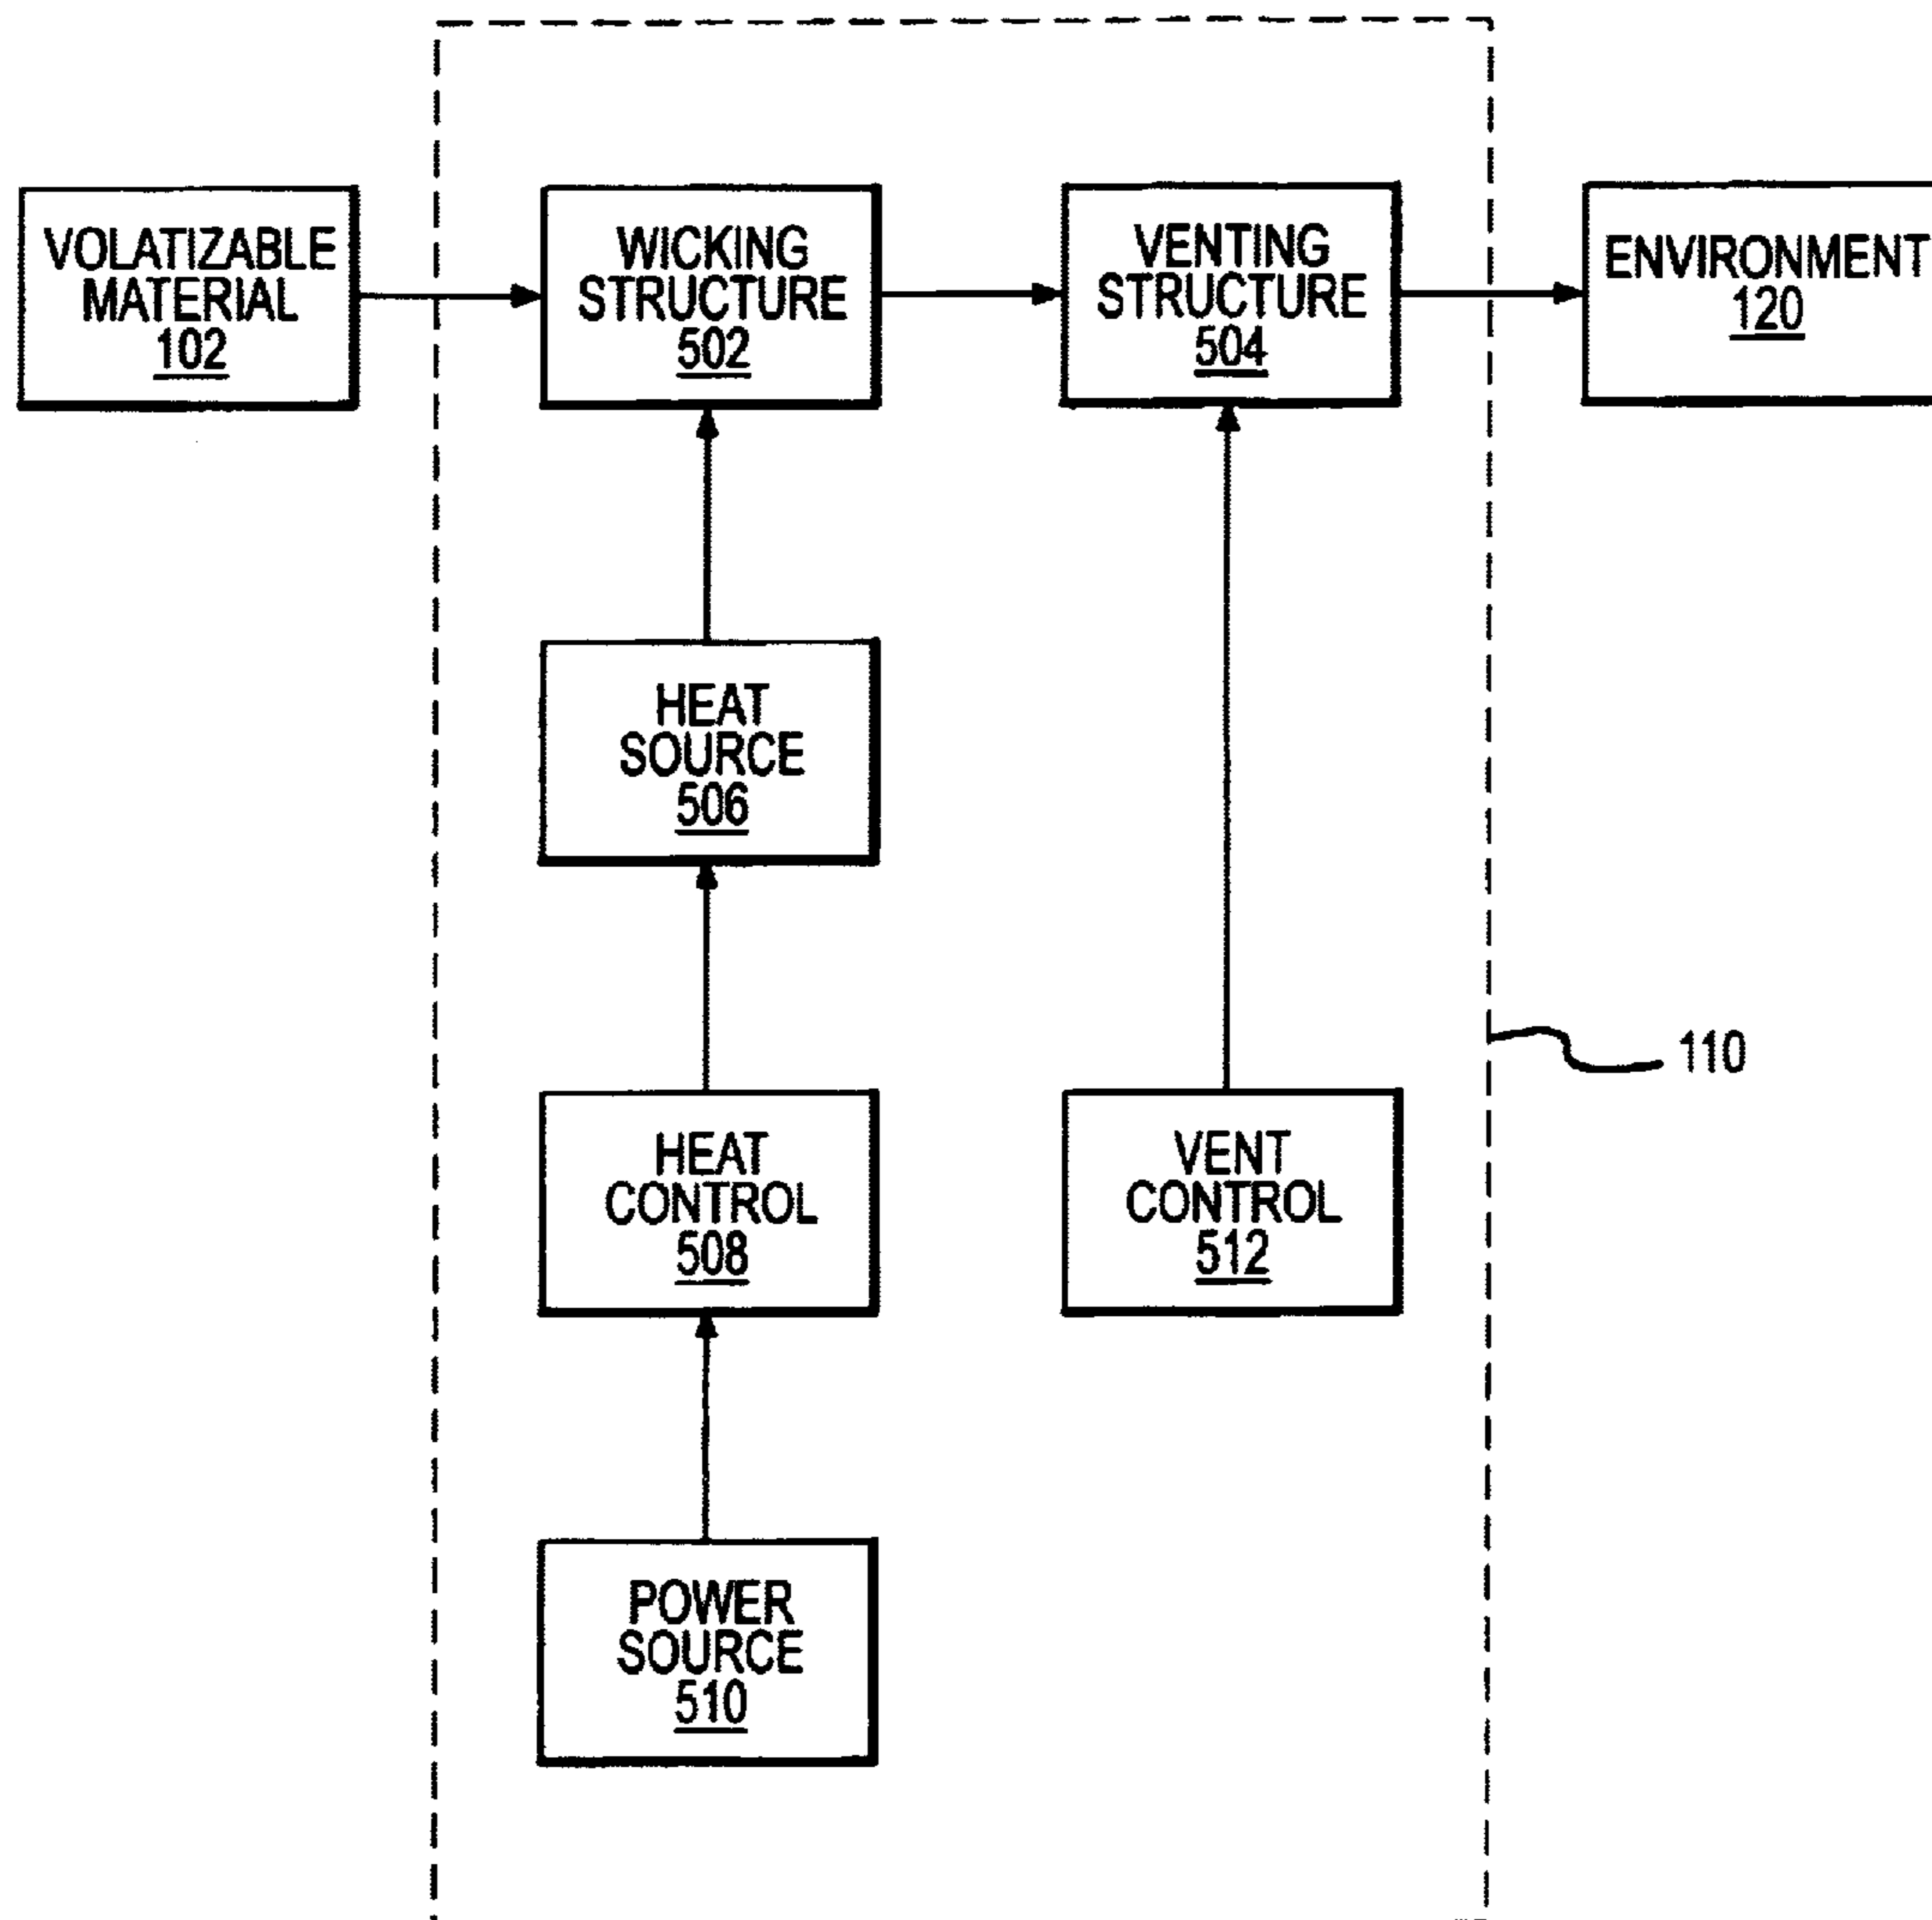 VOLATIZABLE
MATERIAL
102
WICKING
STRUCTURE
502
VENTING
STRUCTURE
504
ENVIRONMENT
120
HEAT
SOURCE
506
HEAT
CONTROL
508
VENT
CONTROL
512
110
POWER
SOURCE
510